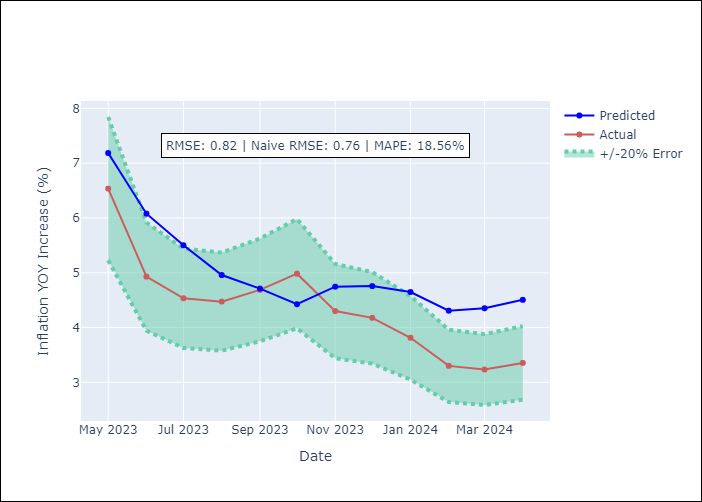 RMSE: 0.82 | Naive RMSE: 0.76 | MAPE: 18.56%
Predicted
Actual
+/-20% Error
Inflation YOY Increase (%)
8
7
6
5
4
3
May 2023
Jul 2023
Sep 2023
Nov 2023
Jan 2024
Mar 2024
Date